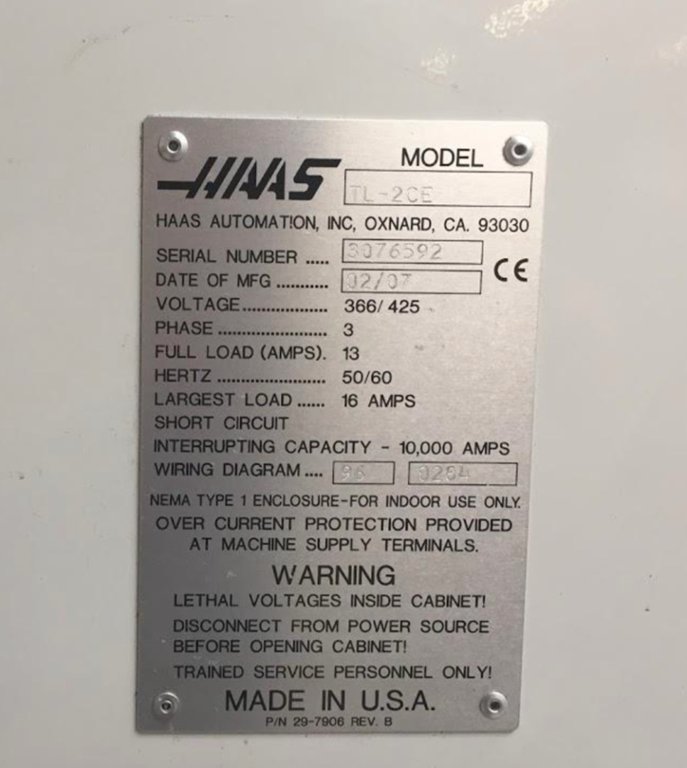 HAAS
MODEL
TL-2CE
HAAS AUTOMATION, INC, OXNARD, CA. 93030
SERIAL NUMBER ..... 3076592
DATE OF MFG ........... 02/07
CE
VOLTAGE................... 366/425
PHASE ........................ 3
FULL LOAD (AMPS). 13
HERTZ ........................ 50/60
LARGEST LOAD ...... 16 AMPS
SHORT CIRCUIT
INTERRUPTING CAPACITY - 10,000 AMPS
WIRING DIAGRAM .... 96 0284
NEMA TYPE 1 ENCLOSURE-FOR INDOOR USE ONLY.
OVER CURRENT PROTECTION PROVIDED
AT MACHINE SUPPLY TERMINALS.
WARNING
LETHAL VOLTAGES INSIDE CABINET!
DISCONNECT FROM POWER SOURCE
BEFORE OPENING CABINET!
TRAINED SERVICE PERSONNEL ONLY!
MADE IN U.S.A.
P/N 29-7906 REV. B